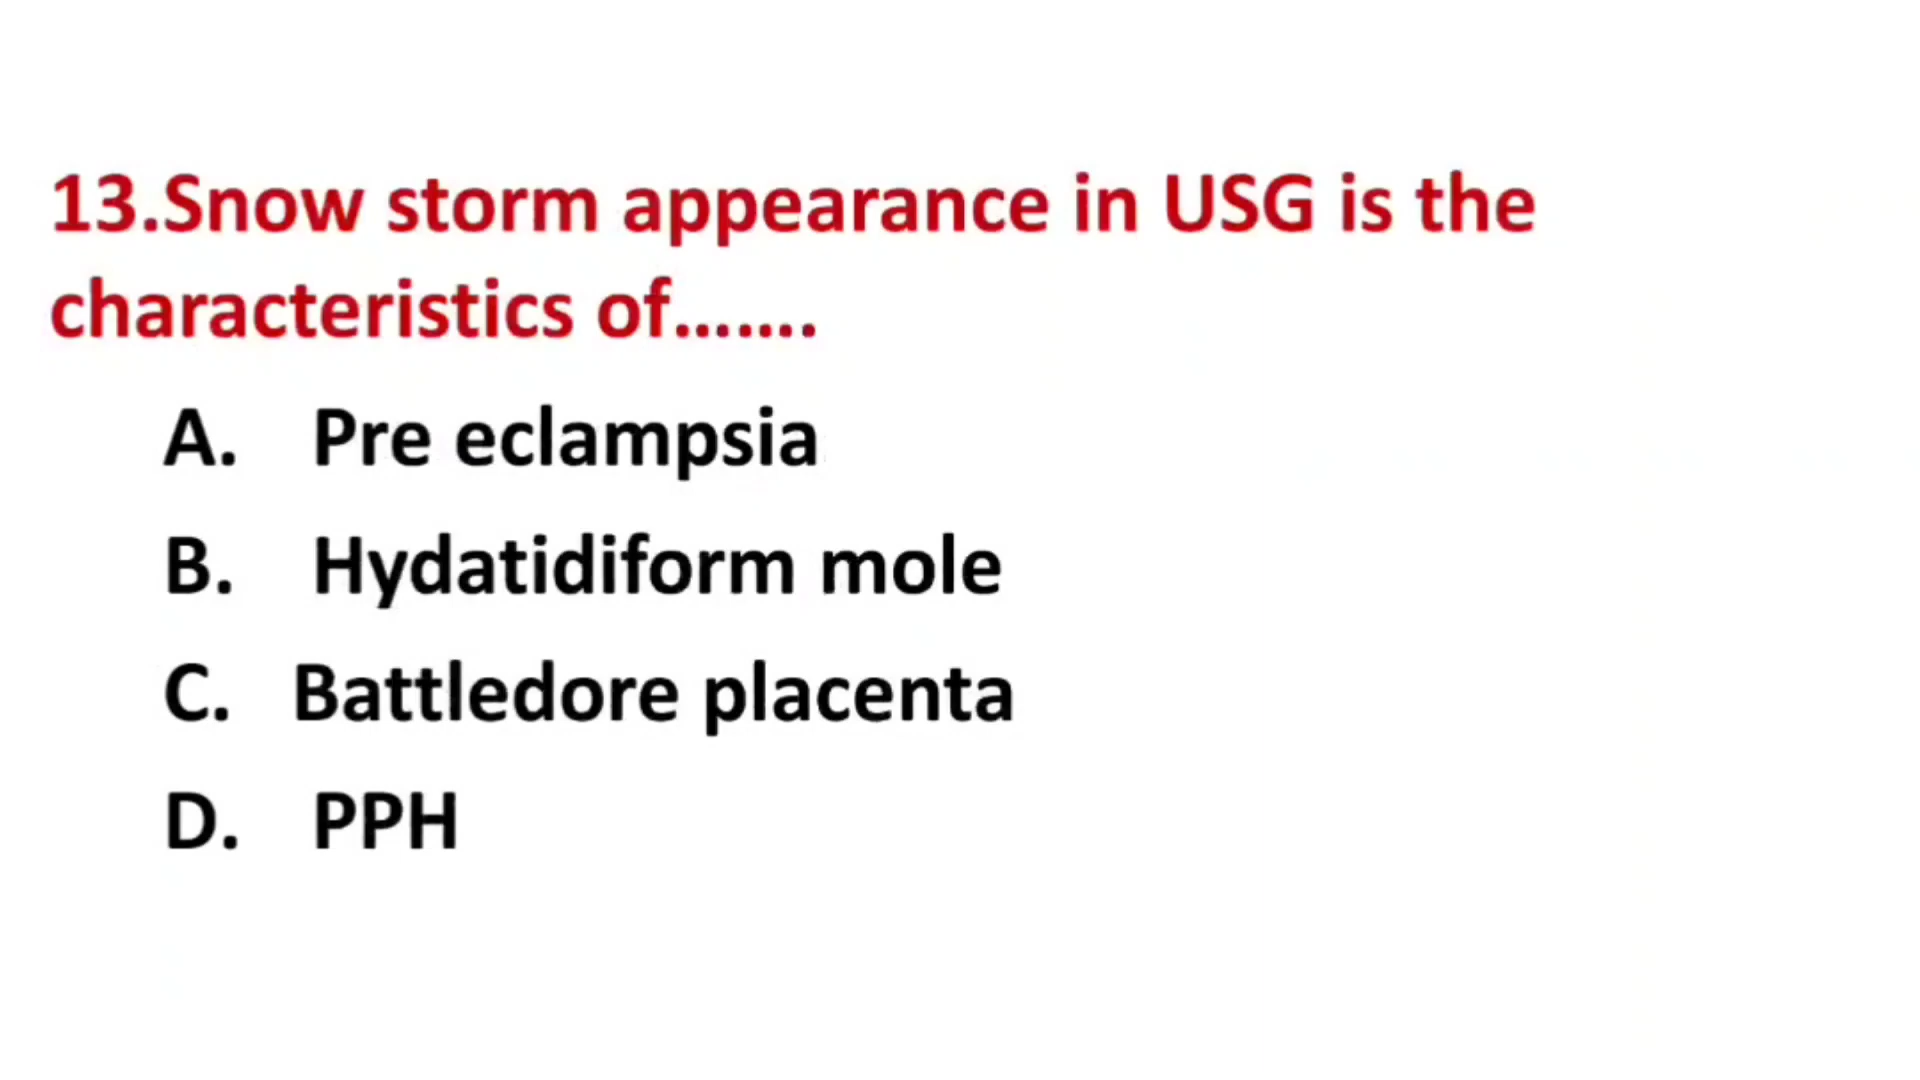 13.Snow storm appearance in USG is the
characteristics of.......
A. Pre eclampsia
B. Hydatidiform mole
C. Battledore placenta
D. PPH